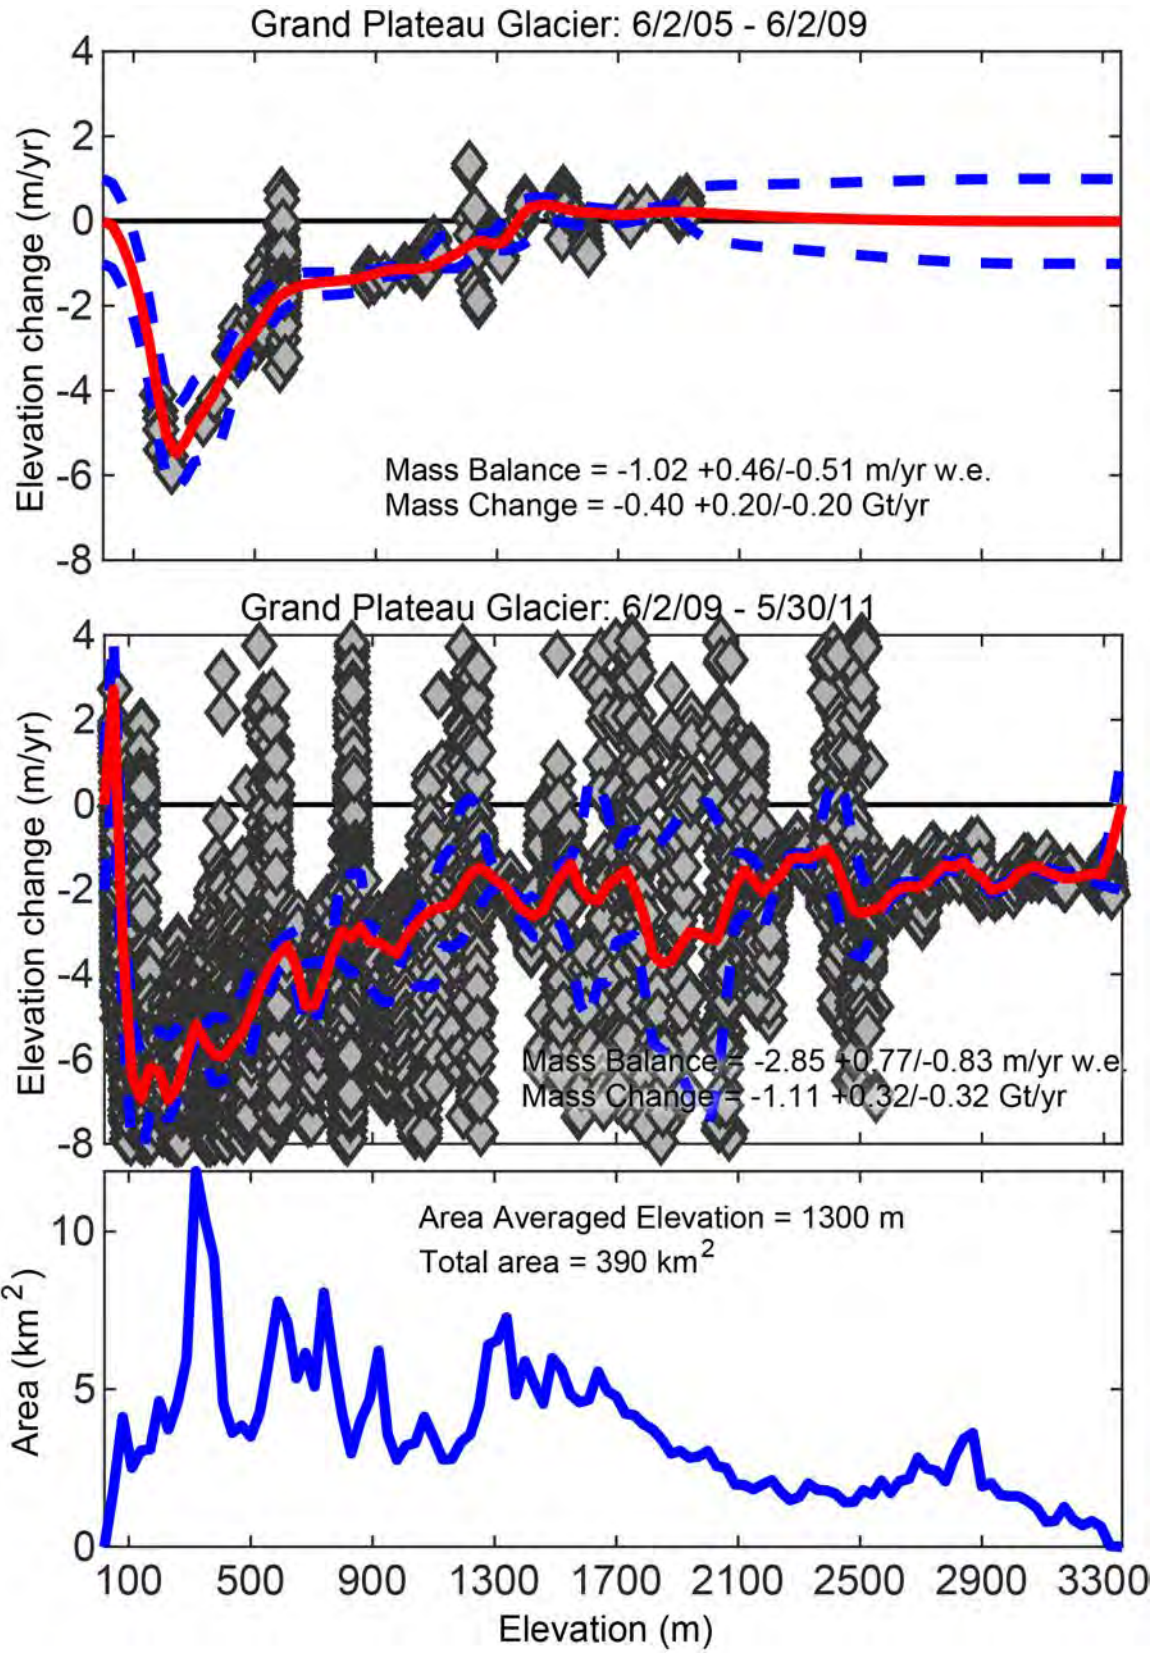 Grand Plateau Glacier: 6/2/05 - 6/2/09
4
2
0
-2
-4
-6
-8
Elevation change (m/yr)
Mass Balance = -1.02 +0.46/-0.51 m/yr w.e.
Mass Change = -0.40 +0.20/-0.20 Gt/yr
Grand Plateau Glacier: 6/2/09 - 5/30/11
4
2
0
-2
-4
-6
-8
Elevation change (m/yr)
Mass Balance = -2.85 +0.77/-0.83 m/yr w.e.
Mass Change = -1.11 +0.32/-0.32 Gt/yr
10
5
0
Area (km²)
Area Averaged Elevation = 1300 m
Total area = 390 km²
100 500 900 1300 1700 2100 2500 2900 3300
Elevation (m)